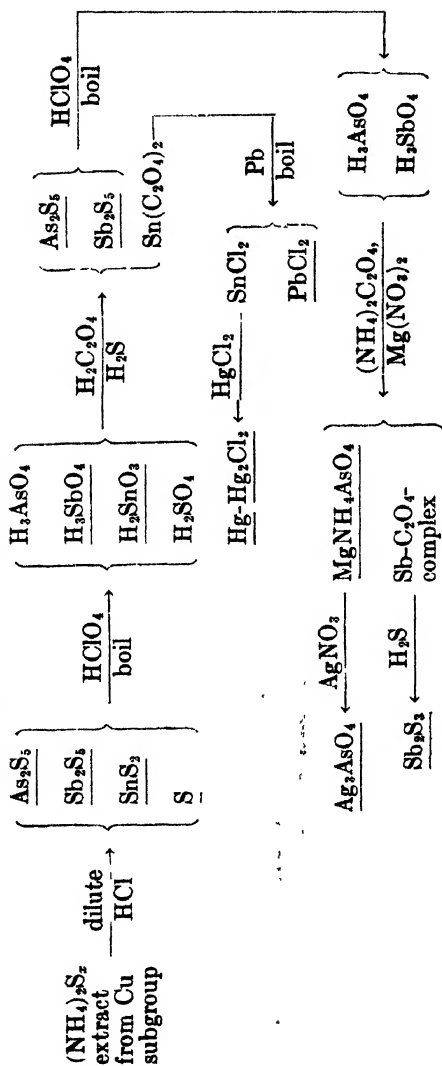 (NH₄)₂Sₓ
extract
from Cu
subgroup
dilute
HCl
As₂S₅
Sb₂S₅
SnS₂
S
HClO₄
boil
H₃AsO₄
H₃SbO₄
H₂SnO₃
H₂SO₄
H₂C₂O₄
H₂S
As₂S₅
Sb₂S₅
Sn(C₂O₄)₂
HClO₄
boil
Pb
boil
SnCl₂
PbCl₂
HgCl₂
Hg-Hg₂Cl₂
H₃AsO₄
H₃SbO₄
(NH₄)₂C₂O₄,
Mg(NO₃)₂
MgNH₄AsO₄
Sb-C₂O₄-
complex
AgNO₃
Ag₃AsO₄
H₂S
Sb₂S₃